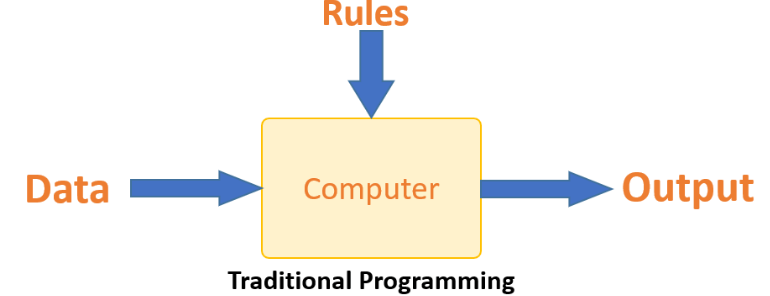 Rules
Data
Computer
Output
Traditional Programming